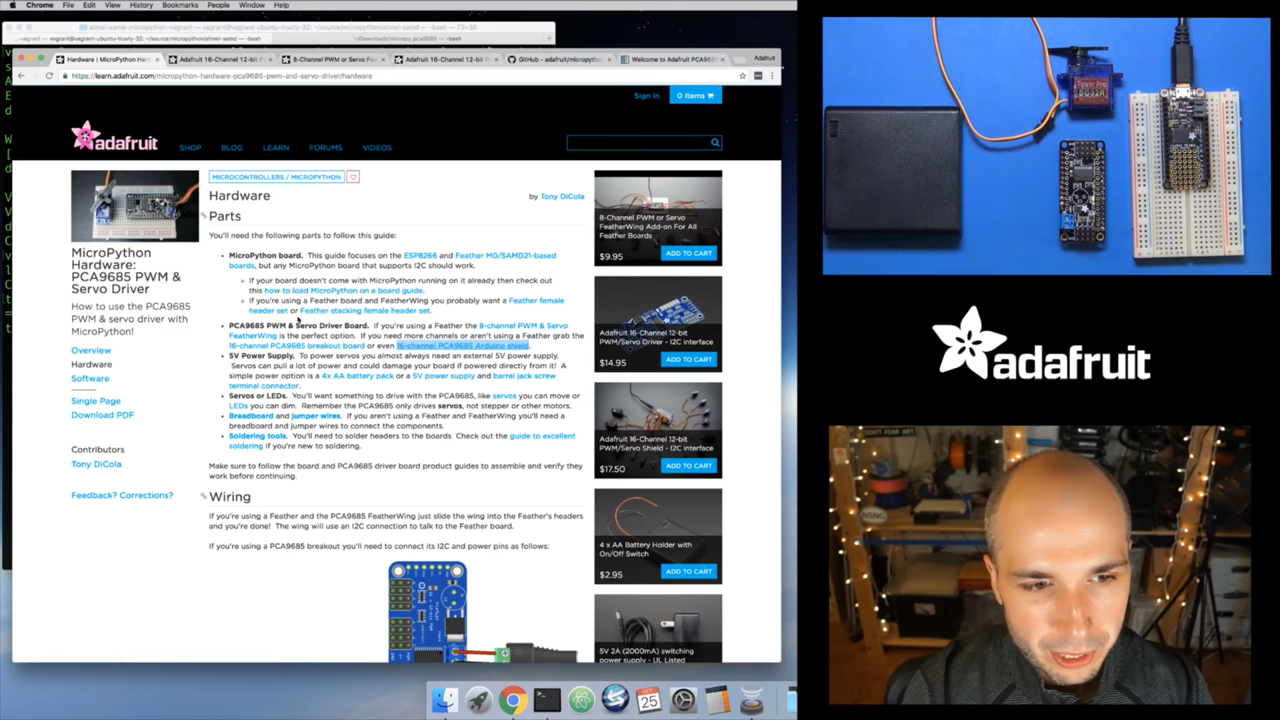 Chrome File Edit View History Bookmarks People Window Help
atmel-samd-micropython-vagrant — vagrant@vagrant-ubuntu-trusty-32: ~/source/micropython/atmel-samd — -bash — 73×36
Hardware | MicroPython Har
Adafruit 16-Channel 12-bit P
8-Channel PWM or Servo Fea
Adafruit 16-Channel 12-bit P
GitHub - adafruit/micropytho
Welcome to Adafruit PCA968
Adafruit
https://learn.adafruit.com/micropython-hardware-pca9685-pwm-and-servo-driver/hardware
Sign In 0 Items
adafruit SHOP BLOG LEARN FORUMS VIDEOS
MICROCONTROLLERS / MICROPYTHON
Hardware
by Tony DiCola
Parts
You'll need the following parts to follow this guide:
MicroPython board. This guide focuses on the ESP8266 and Feather M0/SAMD21-based
boards, but any MicroPython board that supports I2C should work.
If your board doesn't come with MicroPython running on it already then check out
this how to load MicroPython on a board guide.
If you're using a Feather board and FeatherWing you probably want a Feather female
header set or Feather stacking female header set.
PCA9685 PWM & Servo Driver Board. If you're using a Feather the 8-channel PWM & Servo
FeatherWing is the perfect option. If you need more channels or aren't using a Feather grab the
16-channel PCA9685 breakout board or even 16-channel PCA9685 Arduino shield.
5V Power Supply. To power servos you almost always need an external 5V power supply.
Servos can pull a lot of power and could damage your board if powered directly from it! A
simple power option is a 4x AA battery pack or a 5V power supply and barrel jack screw
terminal connector.
Servos or LEDs. You'll want something to drive with the PCA9685, like servos you can move or
LEDs you can dim. Remember the PCA9685 only drives servos, not stepper or other motors.
Breadboard and jumper wires. If you aren't using a Feather and FeatherWing you'll need a
breadboard and jumper wires to connect the components.
Soldering tools. You'll need to solder headers to the boards Check out the guide to excellent
soldering if you're new to soldering.
Make sure to follow the board and PCA9685 driver board product guides to assemble and verify they
work before continuing.
Wiring
If you're using a Feather and the PCA9685 FeatherWing just slide the wing into the Feather's headers
and you're done! The wing will use an I2C connection to talk to the Feather board.
If you're using a PCA9685 breakout you'll need to connect its I2C and power pins as follows:
MicroPython
Hardware:
PCA9685 PWM &
Servo Driver
How to use the PCA9685
PWM & servo driver with
MicroPython!
Overview
Hardware
Software
Single Page
Download PDF
Contributors
Tony DiCola
Feedback? Corrections?
8-Channel PWM or Servo
FeatherWing Add-on For All
Feather Boards
$9.95 ADD TO CART
Adafruit 16-Channel 12-bit
PWM/Servo Driver - I2C interface
$14.95 ADD TO CART
Adafruit 16-Channel 12-bit
PWM/Servo Shield - I2C interface
$17.50 ADD TO CART
4 x AA Battery Holder with
On/Off Switch
$2.95 ADD TO CART
5V 2A (2000mA) switching
power supply - UL Listed
OCT
25
Tower Pro
SG92R
adafruit